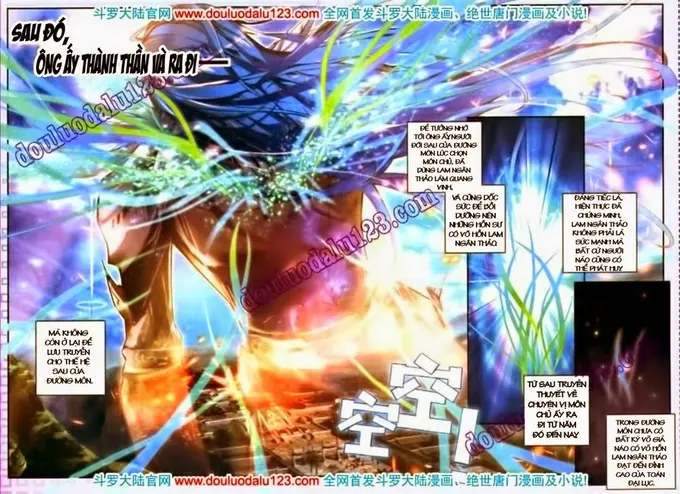 斗罗大陆官网 www.douluodalu123.com 全网首发斗罗大陆漫画、绝世唐门漫画及小说!
SAU ĐÓ,
ÔNG ẤY THÀNH THẦN VÀ RA ĐI
douluodalu123.com
ĐỂ TƯỞNG NHỚ
TỚI ÔNG ẤY NGƯỜI
ĐỜI SAU CỦA ĐƯỜNG
MÔN LÚC CHỌN
MÔN CHỦ, ĐÃ
DÙNG LAM NGÂN
THẢO LÀM QUANG
VINH.
VÀ CŨNG DỐC
SỨC ĐỂ BỒI
DƯỠNG NÊN
NHỮNG HỒN SƯ
CÓ VÕ HỒN LAM
NGÂN THẢO.
ĐÁNG TIẾC LÀ,
HIỆN THỰC ĐÃ
CHỨNG MINH,
LAM NGÂN THẢO
KHÔNG PHẢI LÀ
SỨC MẠNH MÀ
BẤT CỨ NGƯỜI
NÀO CŨNG CÓ
THỂ PHÁT HUY
douluodalu123.com
MÀ KHÔNG
CÒN Ở LẠI ĐỂ
LƯU TRUYỀN
CHO THẾ HỆ
SAU CỦA
ĐƯỜNG MÔN.
空空
TỪ SAU TRUYỀN
THUYẾT VỀ
CHUYỆN VỊ MÔN
CHỦ ẤY RA
ĐI TỪ NĂM
ĐÓ ĐẾN NAY
TRONG ĐƯỜNG
MÔN CHƯA CÓ
BẤT KỲ VÕ GIẢ
NÀO CÓ VÕ HỒN
LAM NGÂN THẢO
ĐẠT ĐẾN ĐỈNH
CAO CỦA TOÀN
ĐẠI LỤC.
斗罗大陆官网 www.douluodalu123.com 全网首发斗罗大陆漫画、绝世唐门漫画及小说!